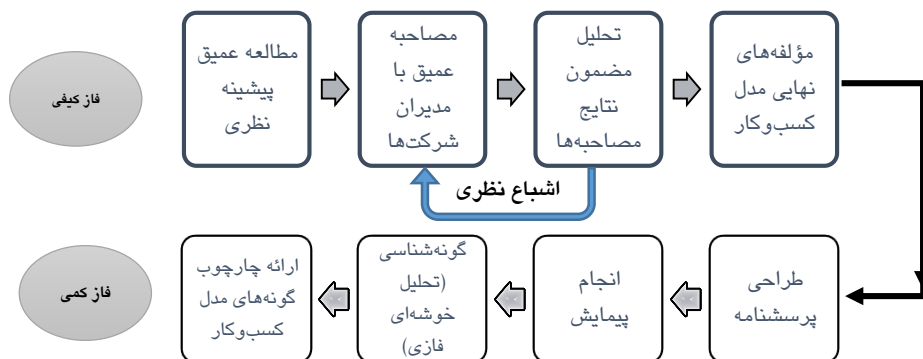 فاز کیفی
مطالعه عمیق
پیشینه
نظری
مصاحبه
عمیق با
مدیران
شرکت‌ها
تحلیل
مضمون
نتایج
مصاحبه‌ها
مؤلفه‌های
نهایی مدل
کسب‌وکار
اشباع نظری
طراحی
پرسشنامه
انجام
پیمایش
گونه‌شناسی
(تحلیل
خوشه‌ای
فازی)
ارائه چارچوب
گونه‌های مدل
کسب‌وکار
فاز کمی